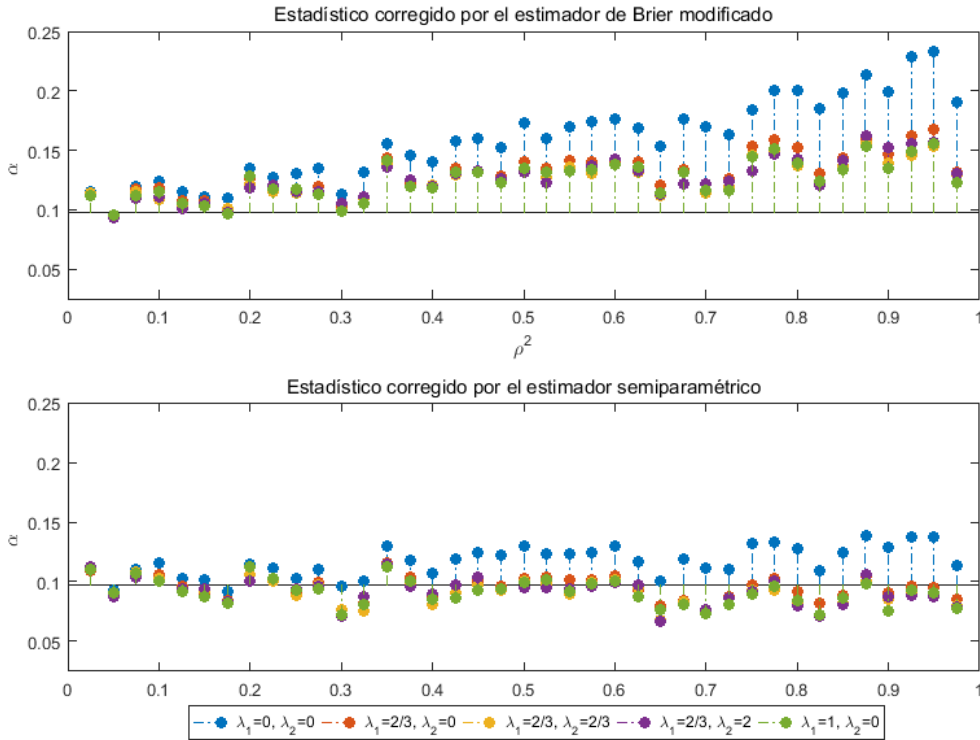 Estadístico corregido por el estimador de Brier modificado
0.25
0.2
0.15
0.1
0.05
α
0 0.1 0.2 0.3 0.4 0.5 0.6 0.7 0.8 0.9 1
ρ²
Estadístico corregido por el estimador semiparamétrico
0.25
0.2
0.15
0.1
0.05
α
0 0.1 0.2 0.3 0.4 0.5 0.6 0.7 0.8 0.9 1
λ₁=0, λ₂=0 λ₁=2/3, λ₂=0 λ₁=2/3, λ₂=2/3 λ₁=2/3, λ₂=2 λ₁=1, λ₂=0